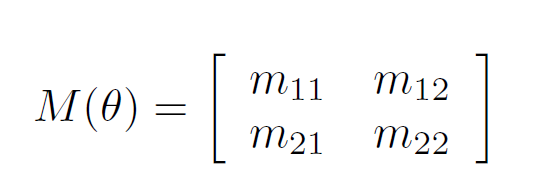 M(θ) = [ m₁₁ m₁₂
m₂₁ m₂₂ ]